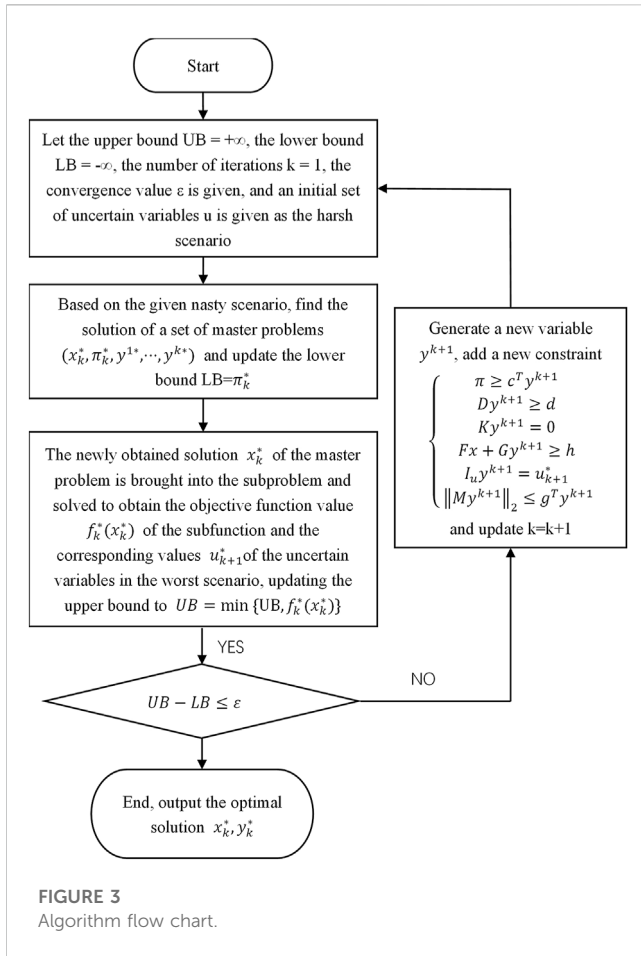 Start
Let the upper bound UB = +∞, the lower bound
LB = -∞, the number of iterations k = 1, the
convergence value ε is given, and an initial set
of uncertain variables u is given as the harsh
scenario
Based on the given nasty scenario, find the
solution of a set of master problems
(x*_k, π*_k, y^1*, ···, y^k*) and update the lower
bound LB=π*_k
The newly obtained solution x*_k of the master
problem is brought into the subproblem and
solved to obtain the objective function value
f*_k(x*_k) of the subfunction and the
corresponding values u*_k+1 of the uncertain
variables in the worst scenario, updating the
upper bound to UB = min {UB, f*_k(x*_k)}
YES
UB − LB ≤ ε
NO
End, output the optimal
solution x*_k, y*_k
Generate a new variable
y^k+1, add a new constraint
π ≥ c^T y^k+1
Dy^k+1 ≥ d
Ky^k+1 = 0
Fx + Gy^k+1 ≥ h
I_u y^k+1 = u*_k+1
‖My^k+1‖_2 ≤ g^T y^k+1
and update k=k+1
FIGURE 3
Algorithm flow chart.